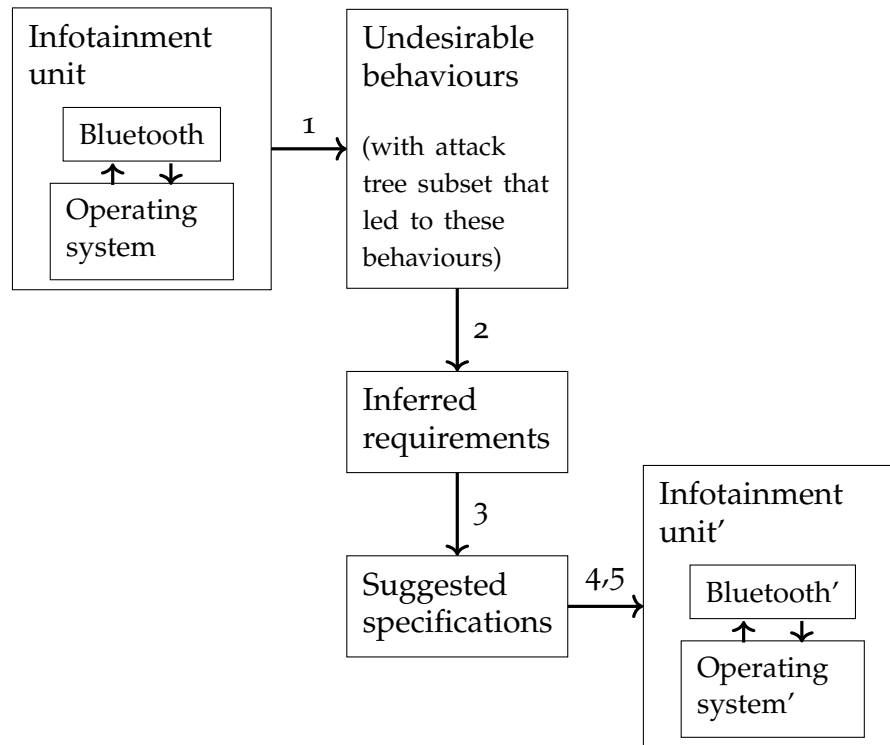 Infotainment
unit
Bluetooth
Operating
system
1
Undesirable
behaviours
(with attack
tree subset that
led to these
behaviours)
2
Inferred
requirements
3
Suggested
specifications
4,5
Infotainment
unit’
Bluetooth’
Operating
system’